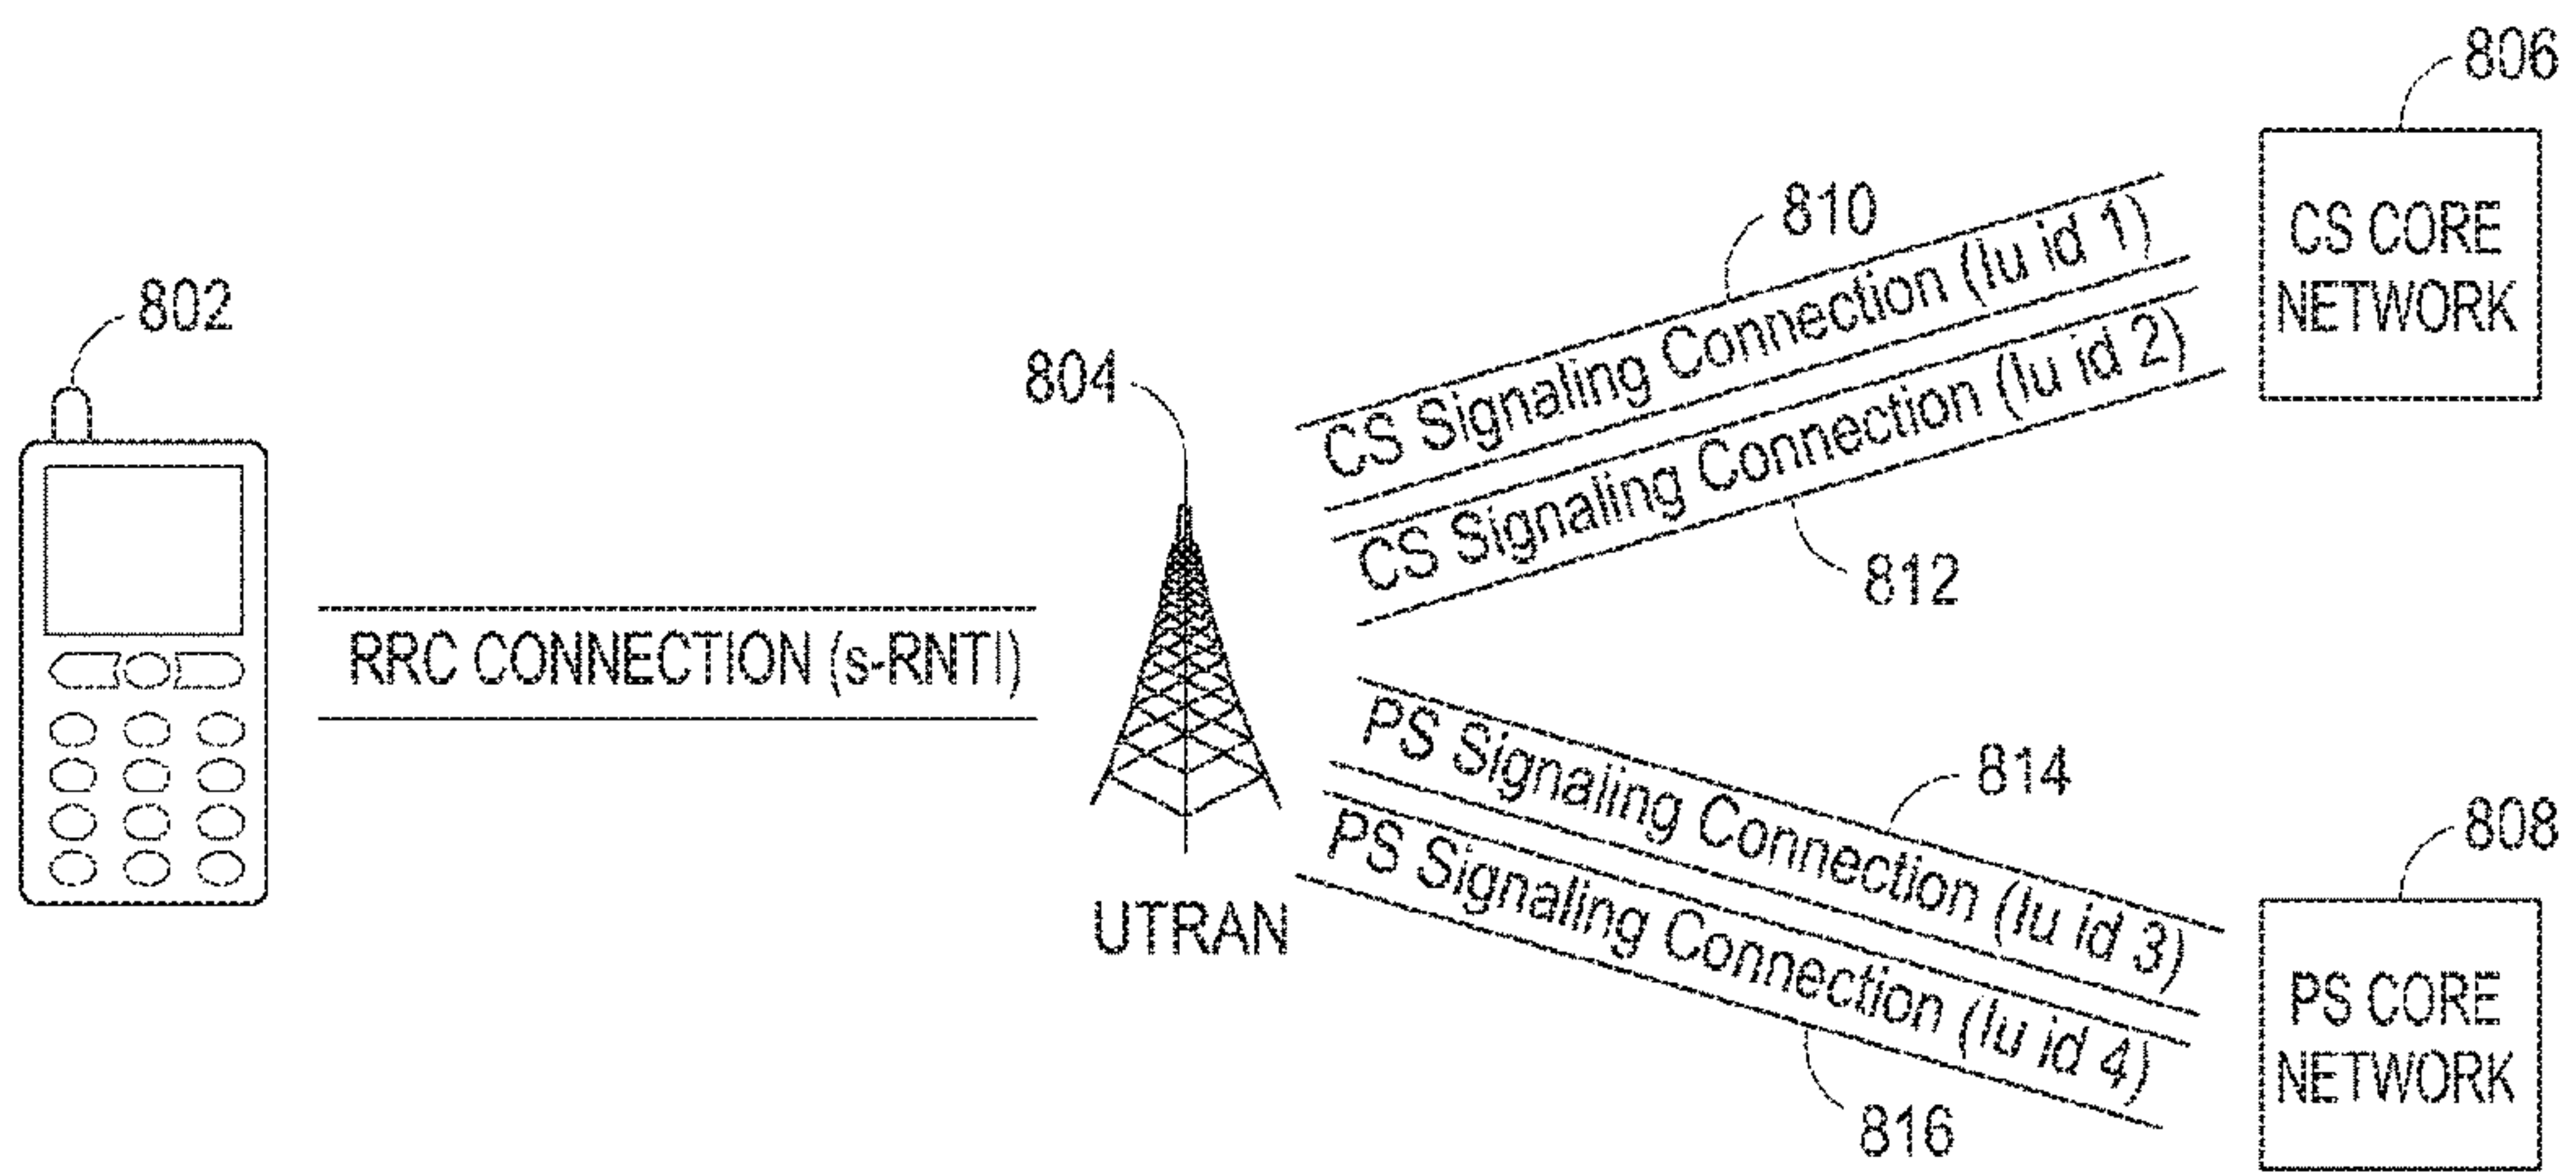 802
RRC CONNECTION (s-RNTI)
804
UTRAN
810
CS Signaling Connection (Iu id 1)
CS Signaling Connection (Iu id 2)
812
806
CS CORE
NETWORK
814
PS Signaling Connection (Iu id 3)
PS Signaling Connection (Iu id 4)
816
808
PS CORE
NETWORK